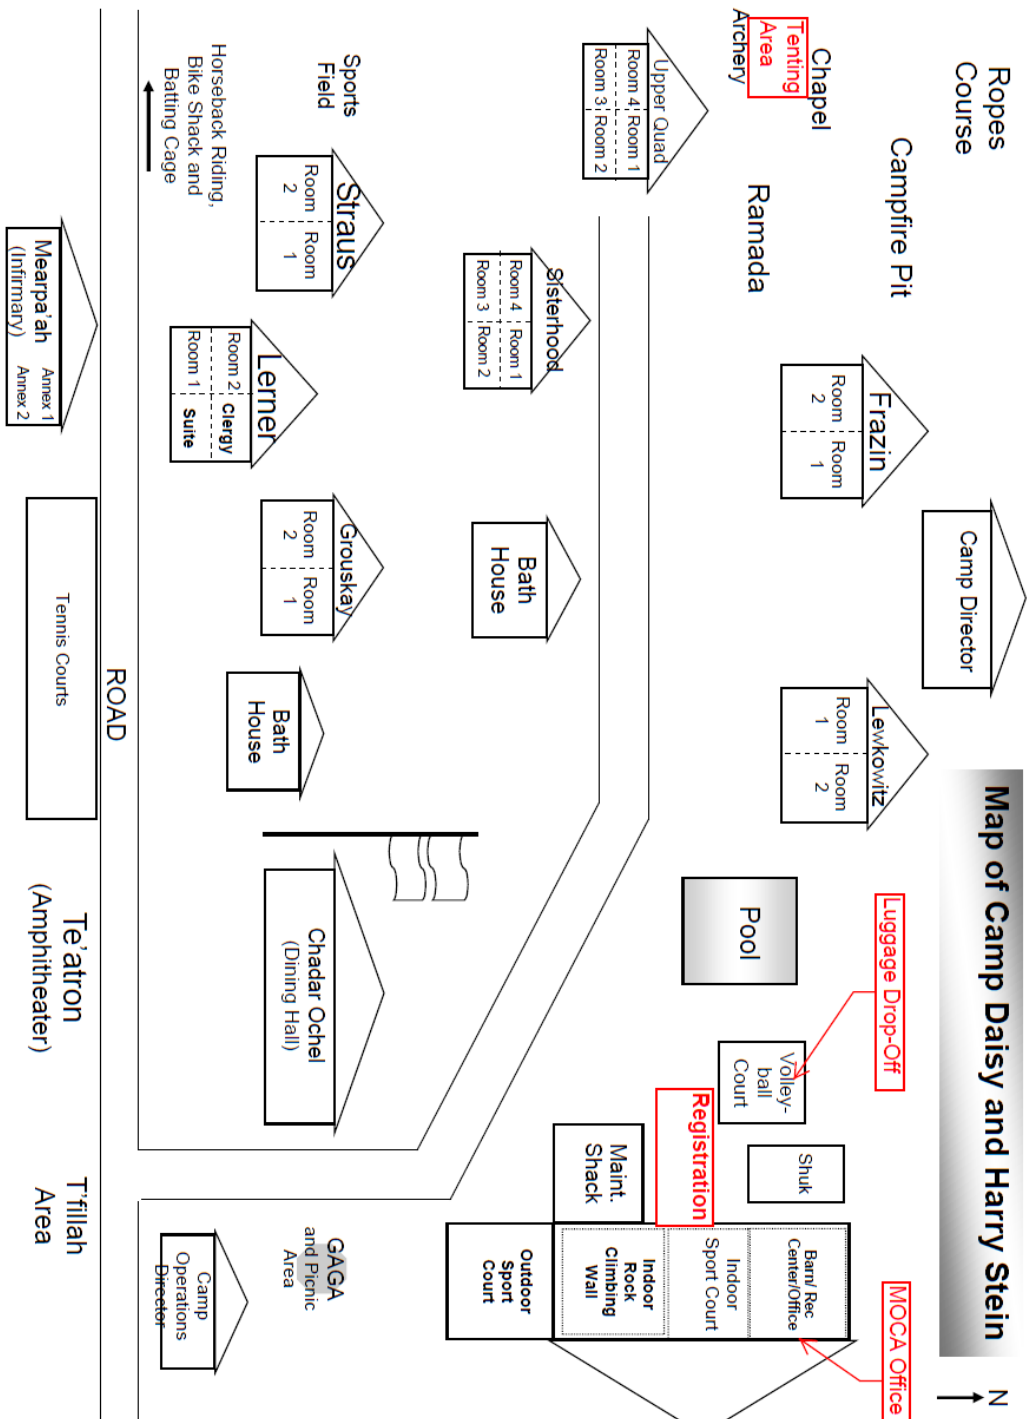 Map of Camp Daisy and Harry Stein
N
Ropes
Course
Campfire Pit
Chapel
Tenting
Area
Archery
Ramada
Camp Director
Frazin
Room
2
Room
1
Lewkowitz
Room
1
Room
2
Luggage Drop-Off
MOCA Office
Pool
Volley-
ball
Court
Shuk
Registration
Maint.
Shack
Barn/ Rec
Center/Office
Indoor
Sport Court
Indoor
Rock
Climbing
Wall
Outdoor
Sport
Court
Upper Quad
Room 4
Room 1
Room 3
Room 2
Sisterhood
Room 4
Room 1
Room 3
Room 2
Bath
House
Sports
Field
Straus
Room
2
Room
1
Lerner
Room 2
Clergy
Room 1
Suite
Grouskay
Room
2
Room
1
Bath
House
Chadar Ochel
(Dining Hall)
GAGA
and Picnic
Area
Camp
Operations
Director
Horseback Riding,
Bike Shack and
Batting Cage
ROAD
Mearpa'ah
(Infirmary)
Annex 1
Annex 2
Tennis Courts
Te'atron
(Amphitheater)
T'fillah
Area